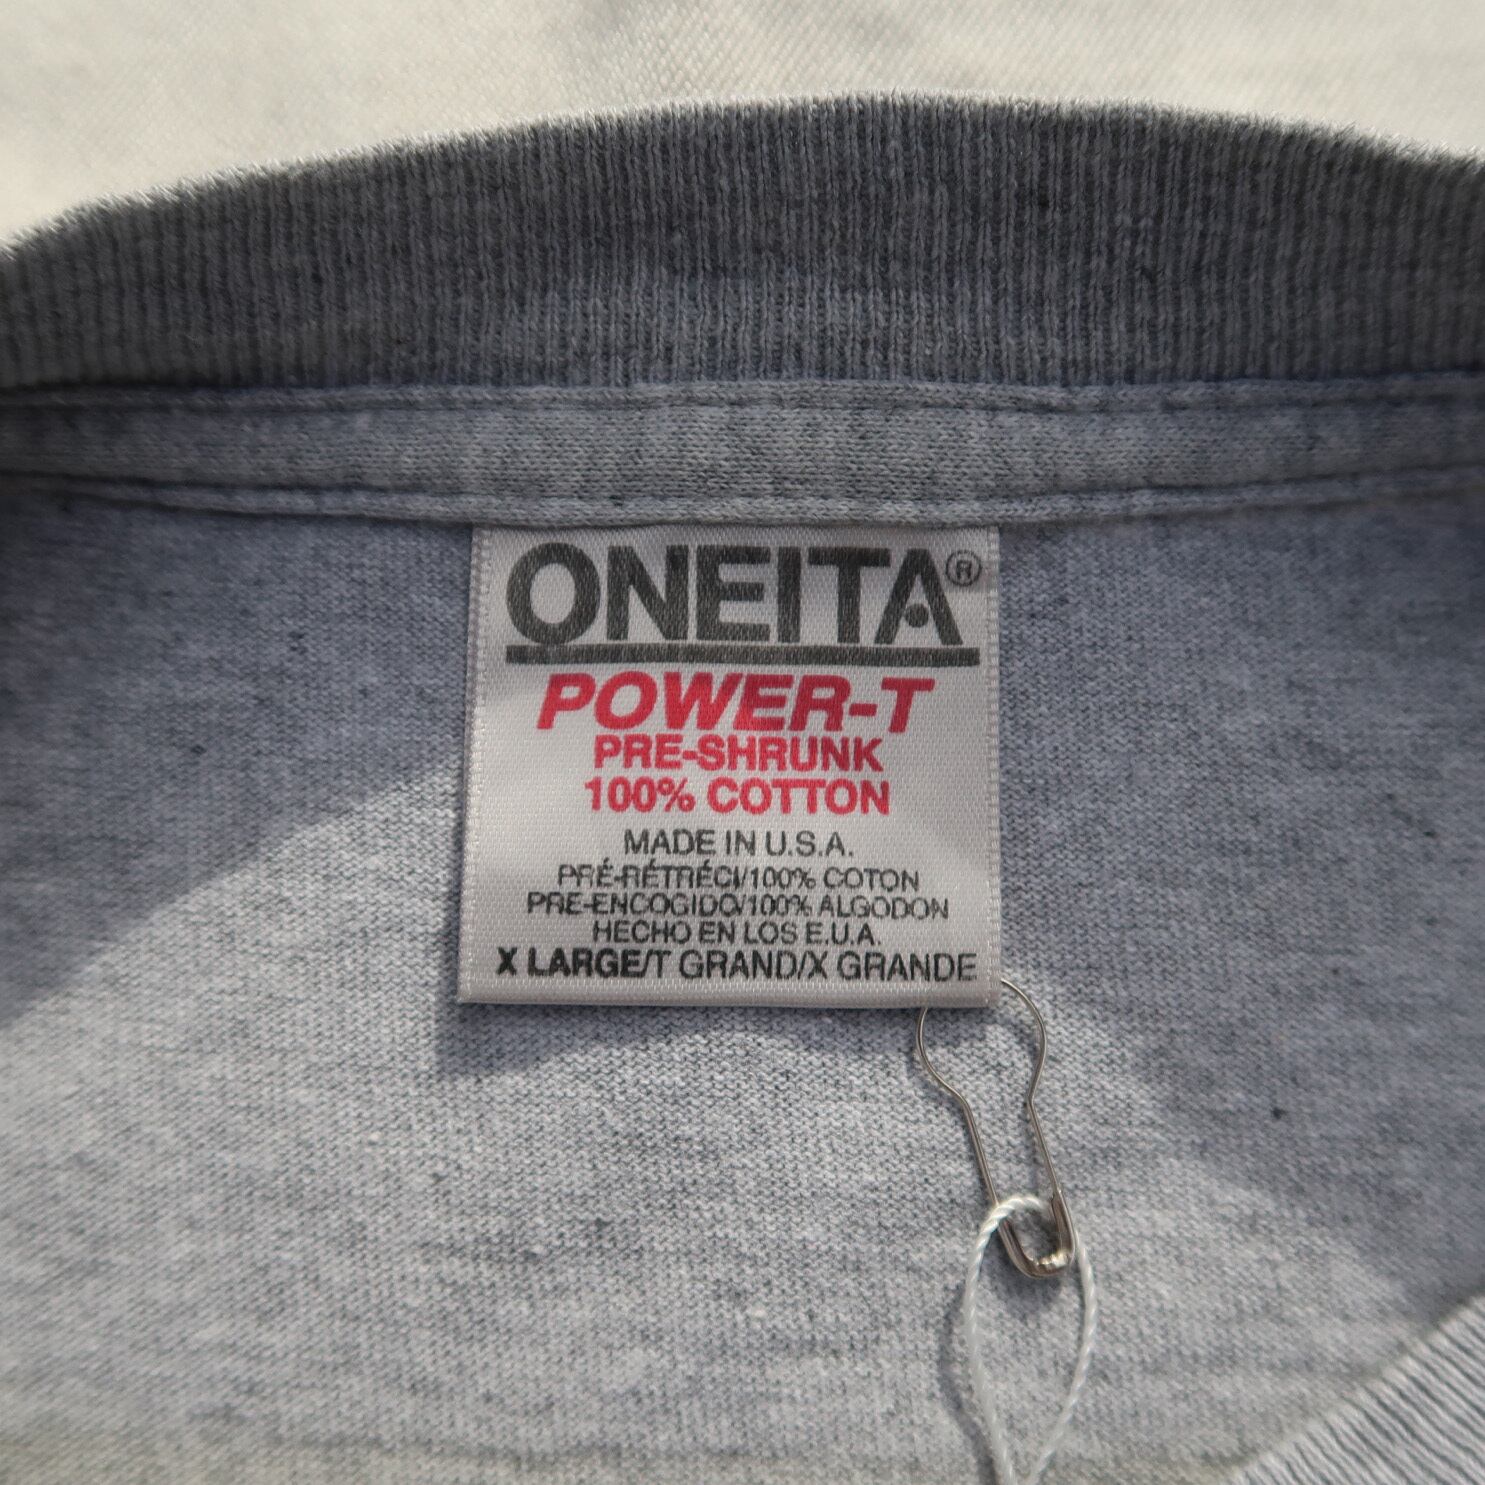 ONEITA®
POWER-T
PRE-SHRUNK
100% COTTON
MADE IN U.S.A.
PRÉ-RÉTRÉCI/100% COTON
PRE-ENCOGIDO/100% ALGODON
HECHO EN LOS E.U.A.
X LARGE/T GRAND/X GRANDE